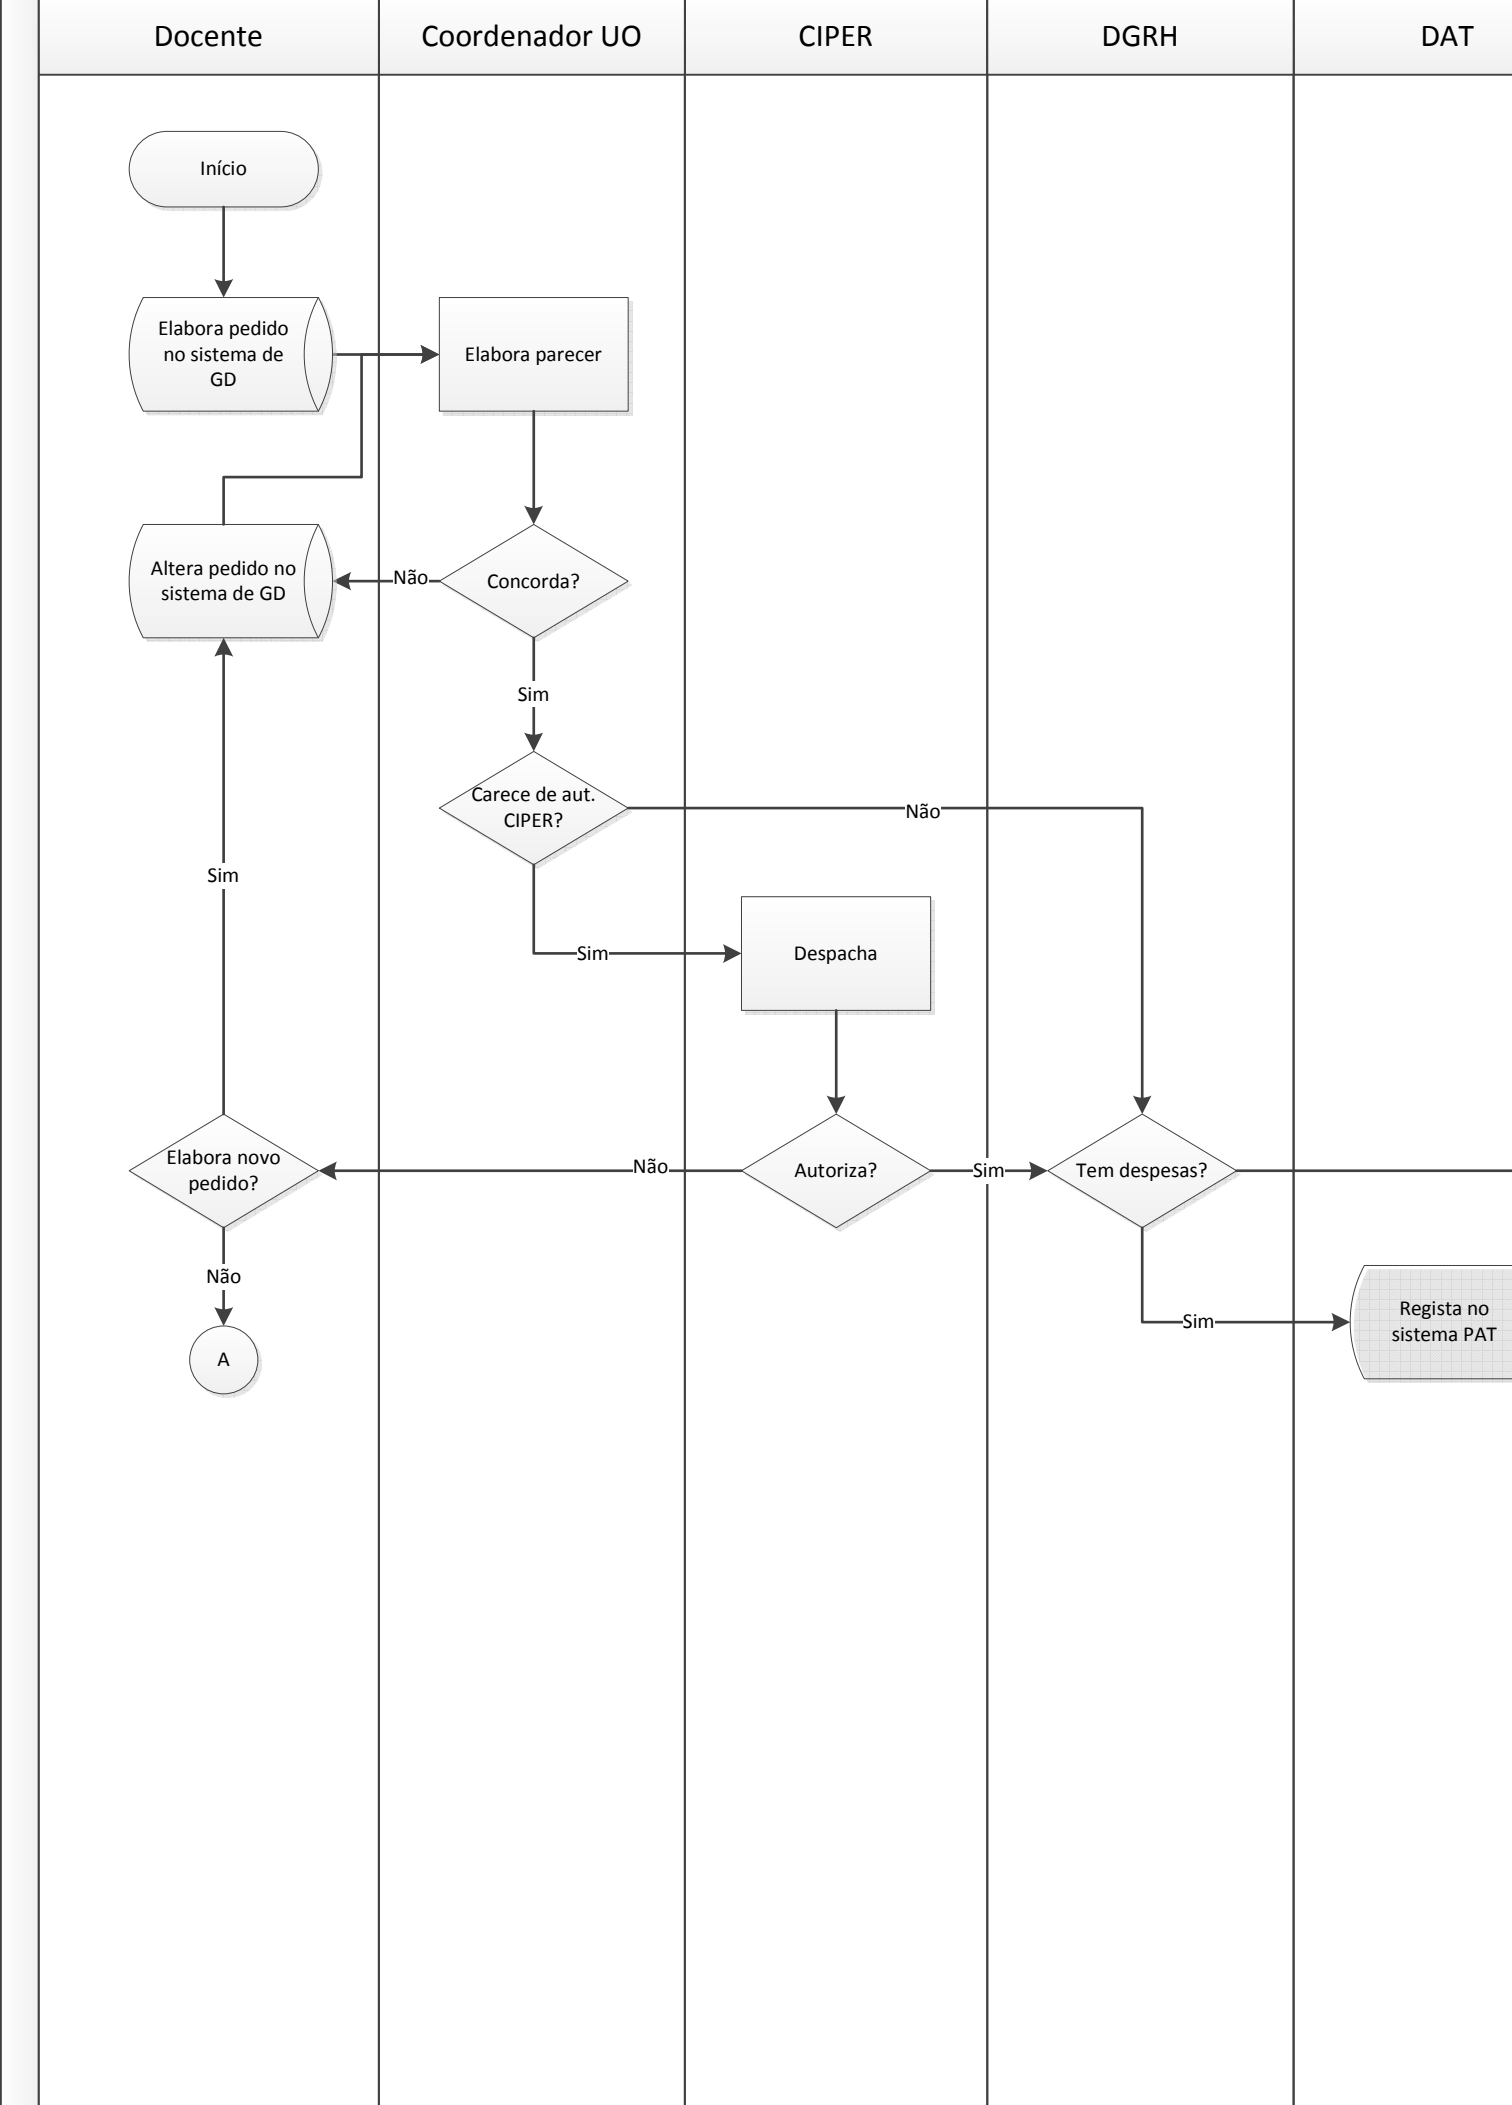 Docente
Coordenador UO
CIPER
DGRH
DAT
Início
Elabora pedido
no sistema de
GD
Elabora parecer
Altera pedido no
sistema de GD
Não
Concorda?
Sim
Carece de aut.
CIPER?
Não
Sim
Sim
Despacha
Elabora novo
pedido?
Não
Autoriza?
Sim
Tem despesas?
Não
Sim
Regista no
sistema PAT
A